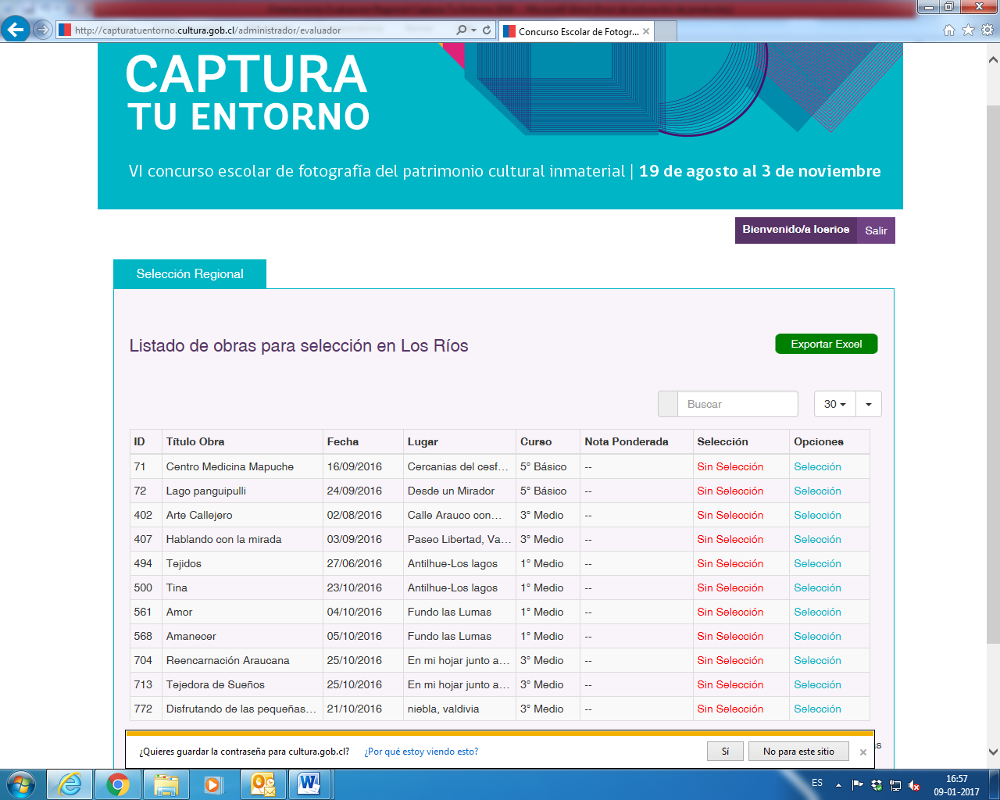 http://capturatuentorno.cultura.gob.cl/administrador/evaluador
Concurso Escolar de Fotogr...
CAPTURA
TU ENTORNO
VI concurso escolar de fotografía del patrimonio cultural inmaterial | 19 de agosto al 3 de noviembre
Bienvenido/a losrios Salir
Selección Regional
Listado de obras para selección en Los Ríos
Exportar Excel
Buscar 30
ID Título Obra Fecha Lugar Curso Nota Ponderada Selección Opciones
71 Centro Medicina Mapuche 16/09/2016 Cercanias del cesf... 5° Básico -- Sin Selección Selección
72 Lago panguipulli 24/09/2016 Desde un Mirador 5° Básico -- Sin Selección Selección
402 Arte Callejero 02/08/2016 Calle Arauco con... 3° Medio -- Sin Selección Selección
407 Hablando con la mirada 03/09/2016 Paseo Libertad, Va... 3° Medio -- Sin Selección Selección
494 Tejidos 27/06/2016 Antilhue-Los lagos 1° Medio -- Sin Selección Selección
500 Tina 23/10/2016 Antilhue-Los lagos 1° Medio -- Sin Selección Selección
561 Amor 04/10/2016 Fundo las Lumas 1° Medio -- Sin Selección Selección
568 Amanecer 05/10/2016 Fundo las Lumas 1° Medio -- Sin Selección Selección
704 Reencarnación Araucana 25/10/2016 En mi hojar junto a... 3° Medio -- Sin Selección Selección
713 Tejedora de Sueños 25/10/2016 En mi hojar junto a... 3° Medio -- Sin Selección Selección
772 Disfrutando de las pequeñas... 21/10/2016 niebla, valdivia 3° Medio -- Sin Selección Selección
¿Quieres guardar la contraseña para cultura.gob.cl? ¿Por qué estoy viendo esto? Sí No para este sitio
ES 16:57
09-01-2017